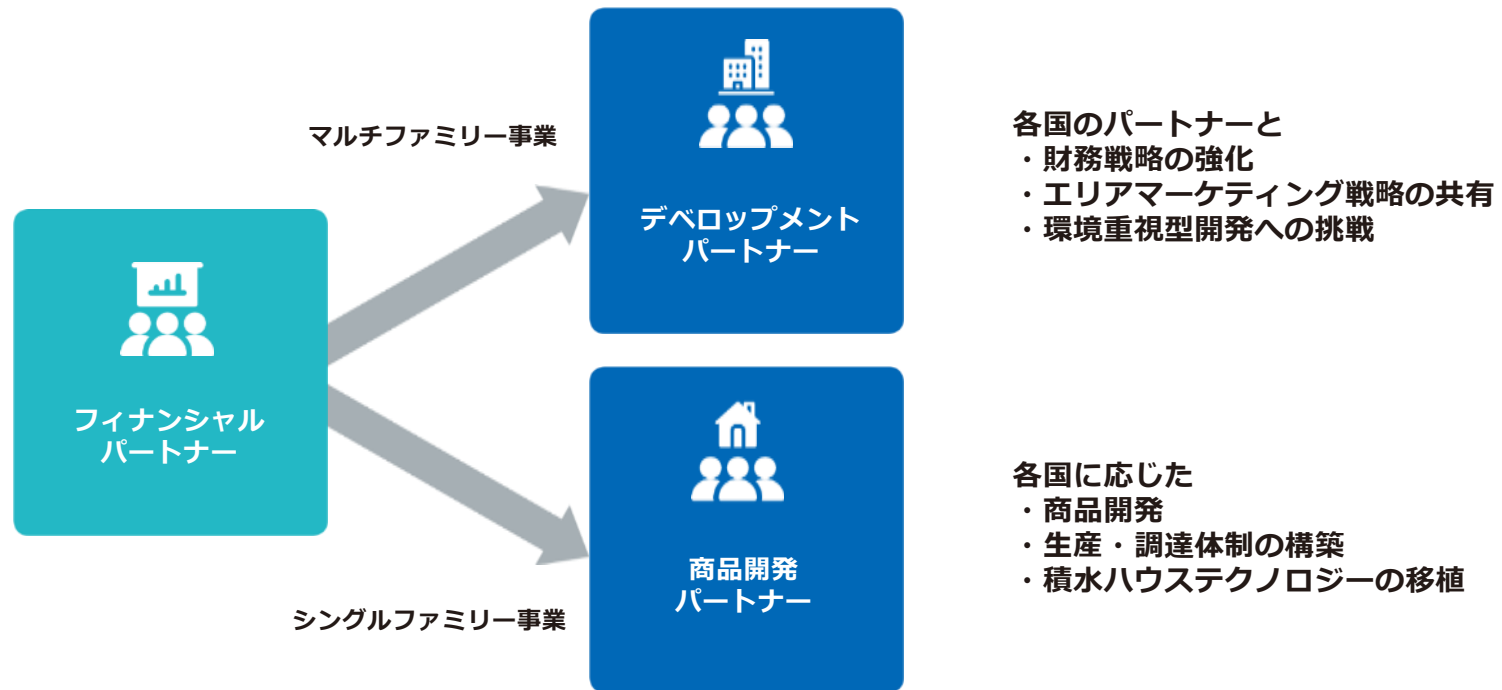 マルチファミリー事業
デベロップメント
パートナー
各国のパートナーと
・財務戦略の強化
・エリアマーケティング戦略の共有
・環境重視型開発への挑戦
フィナンシャル
パートナー
商品開発
パートナー
シングルファミリー事業
各国に応じた
・商品開発
・生産・調達体制の構築
・積水ハウステクノロジーの移植